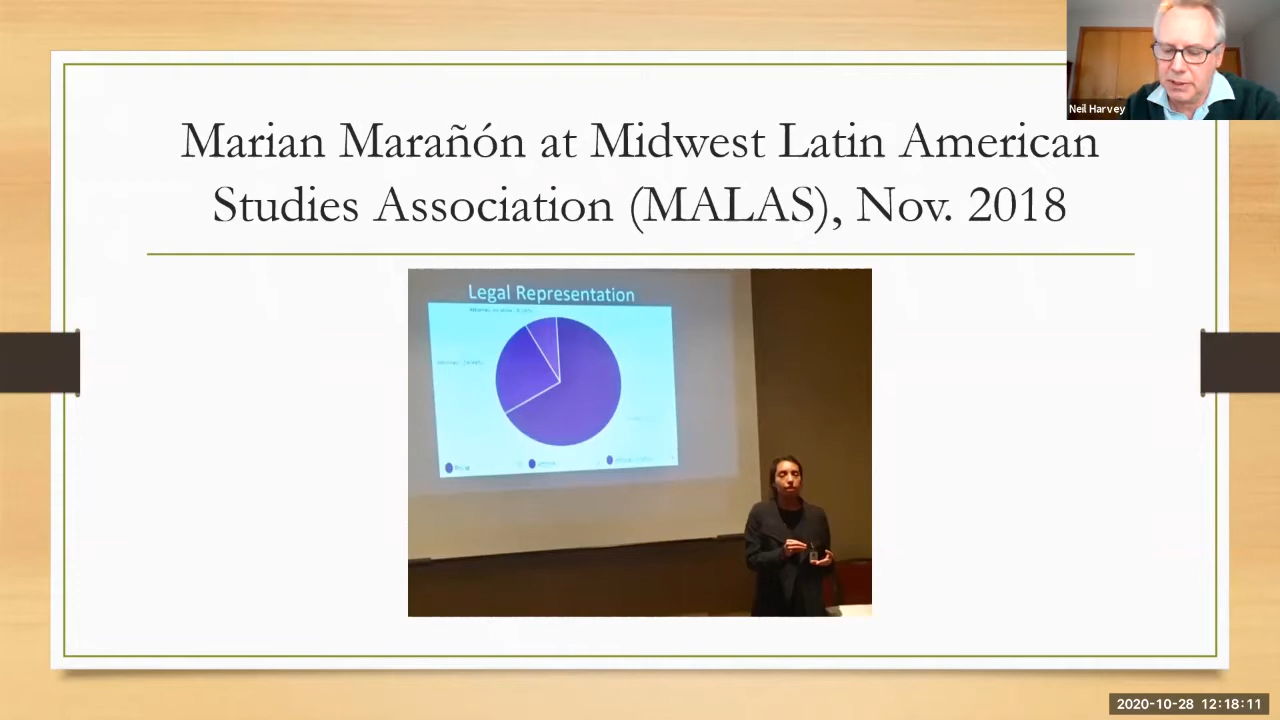 Neil Harvey
Marian Marañón at Midwest Latin American
Studies Association (MALAS), Nov. 2018
Legal Representation
2020-10-28 12:18:11